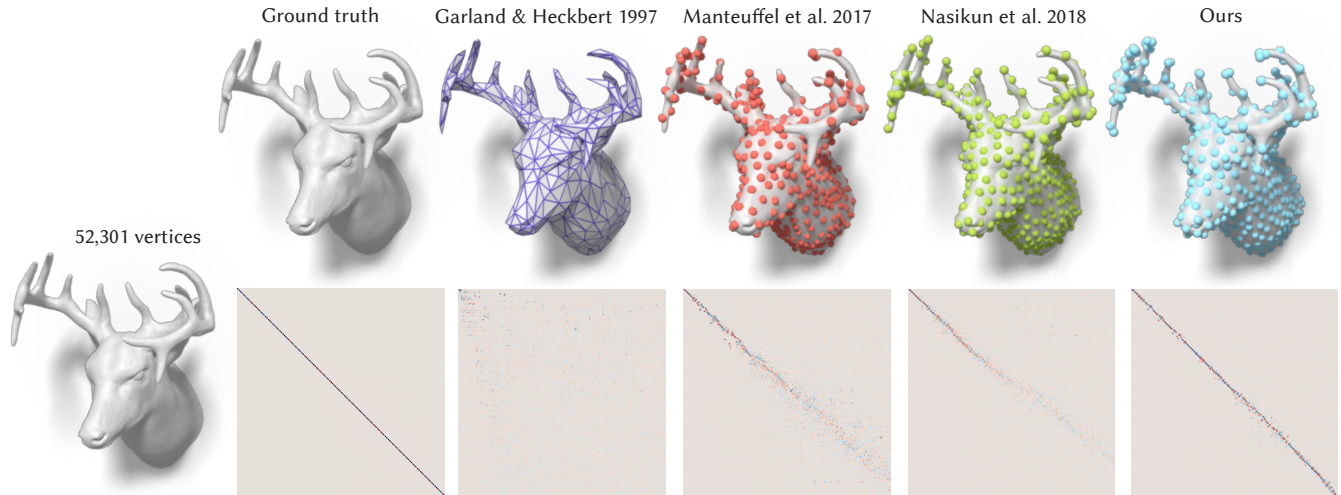 Ground truth
Garland & Heckbert 1997
Manteuffel et al. 2017
Nasikun et al. 2018
Ours
52,301 vertices